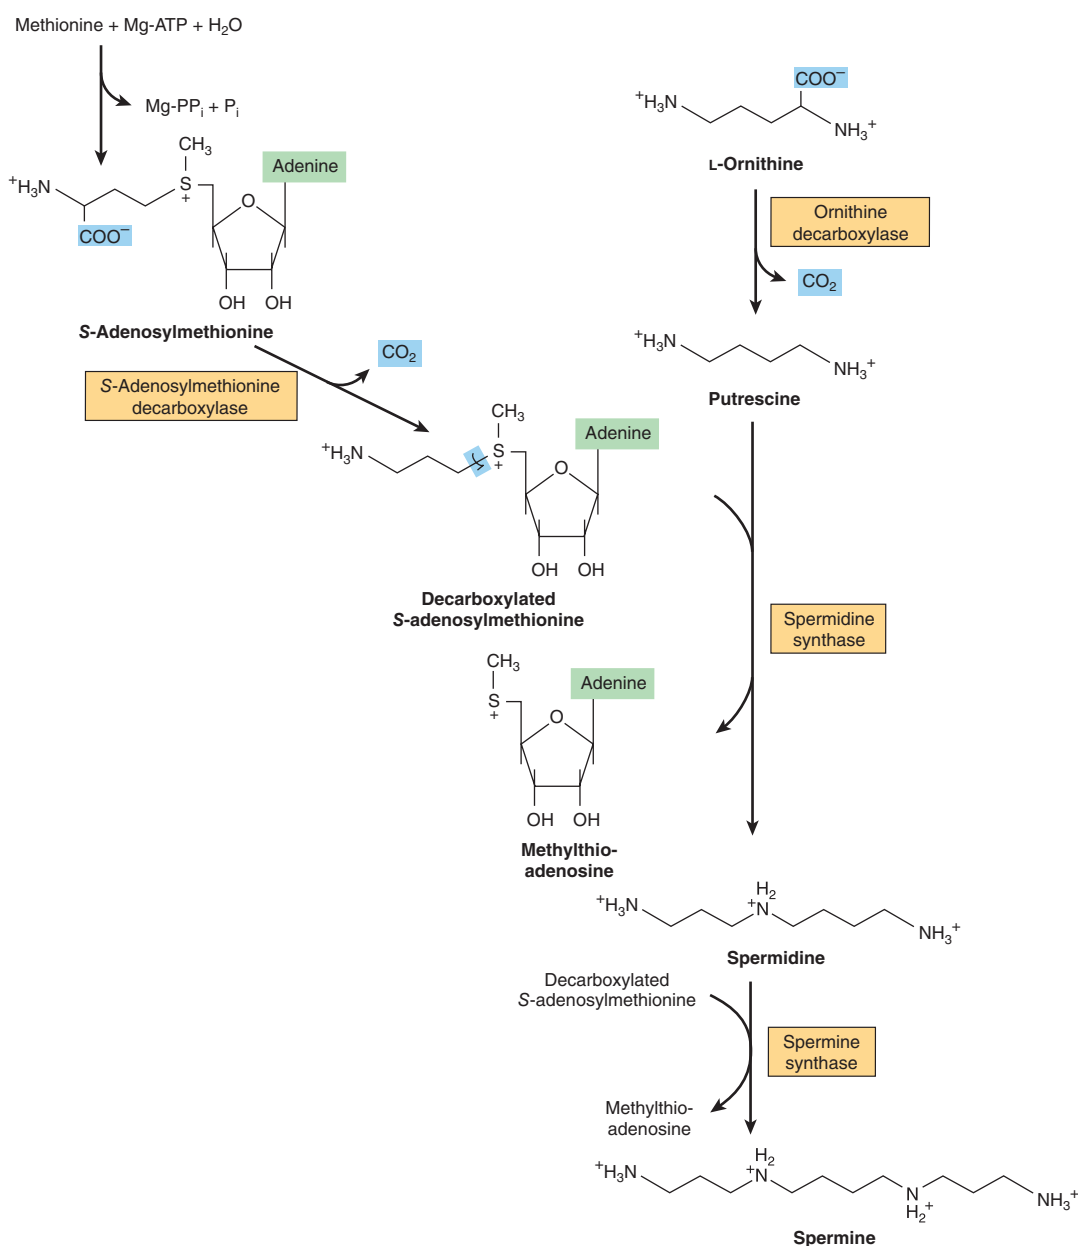 Methionine + Mg-ATP + H₂O
Mg-PPᵢ + Pᵢ
CH₃
Adenine
⁺H₃N
S
+
O
COO⁻
OH OH
S-Adenosylmethionine
COO⁻
⁺H₃N
NH₃⁺
L-Ornithine
Ornithine
decarboxylase
CO₂
CO₂
S-Adenosylmethionine
decarboxylase
⁺H₃N
NH₃⁺
Putrescine
CH₃
Adenine
⁺H₃N
S
+
O
OH OH
Decarboxylated
S-adenosylmethionine
Spermidine
synthase
CH₃
Adenine
S
+
O
OH OH
Methylthio-
adenosine
H₂
⁺H₃N
⁺N
NH₃⁺
Spermidine
Decarboxylated
S-adenosylmethionine
Spermine
synthase
Methylthio-
adenosine
H₂
⁺H₃N
⁺N
N
H₂⁺
NH₃⁺
Spermine